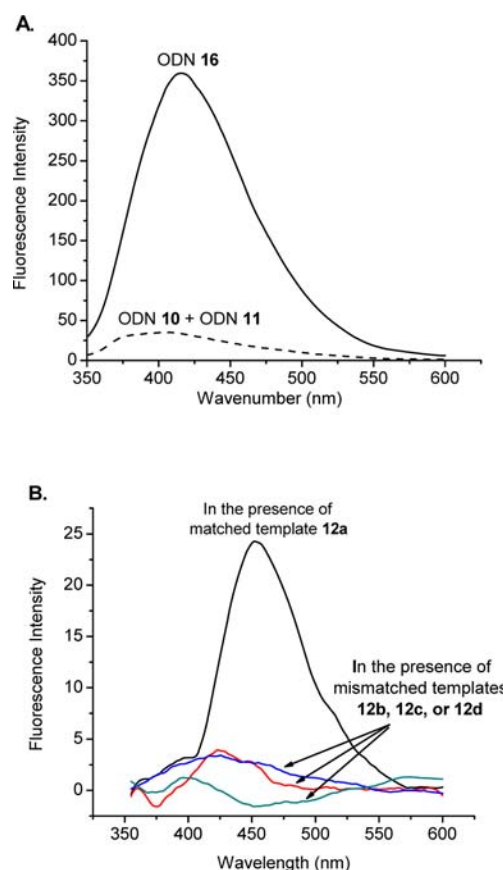 A.
ODN 16
400
350
300
250
200
150
100
50
0
Fluorescence Intensity
ODN 10 + ODN 11
350 400 450 500 550 600
Wavenumber (nm)
B.
In the presence of
matched template 12a
25
20
15
10
5
0
Fluorescence Intensity
In the presence of
mismatched templates
12b, 12c, or 12d
350 400 450 500 550 600
Wavelength (nm)